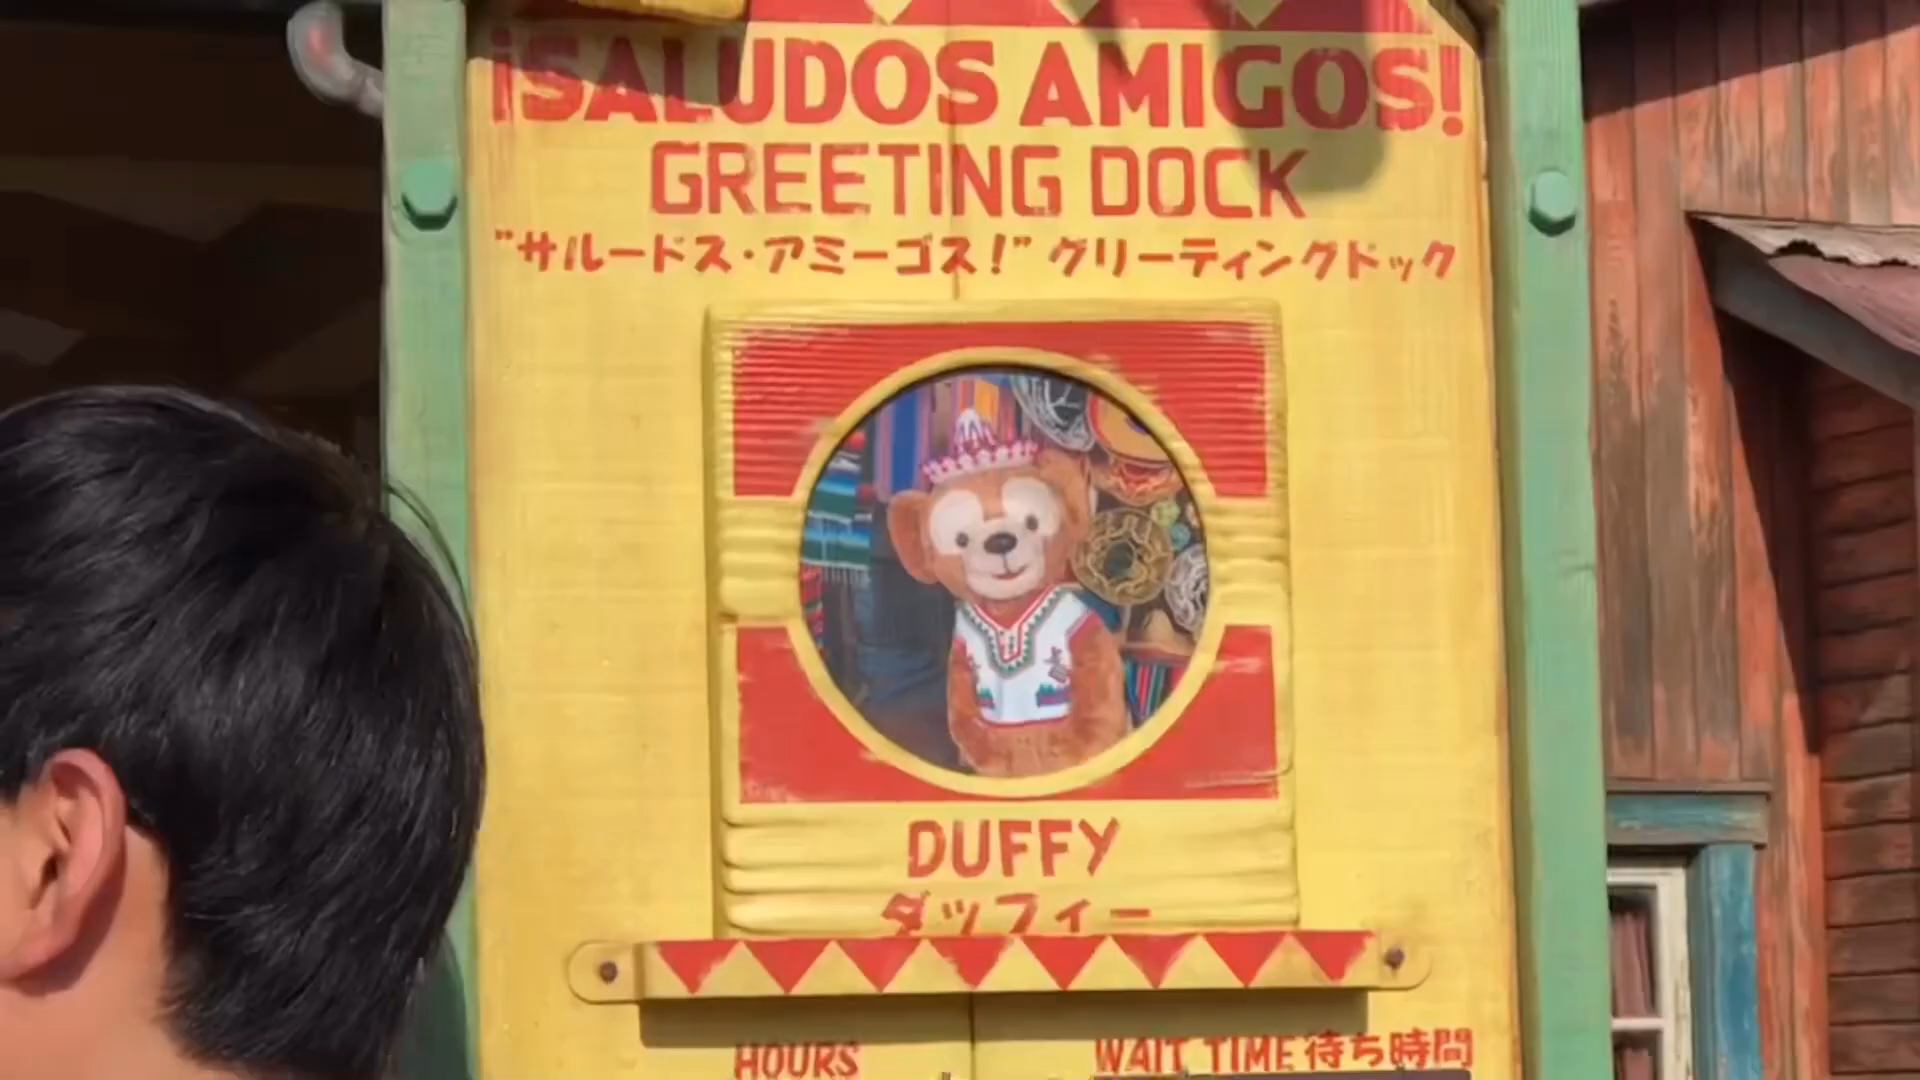 ¡SALUDOS AMIGOS!
GREETING DOCK
"サルードス・アミーゴス!" グリーティングドック
DUFFY
ダッフィー
HOURS
WAIT TIME 待ち時間